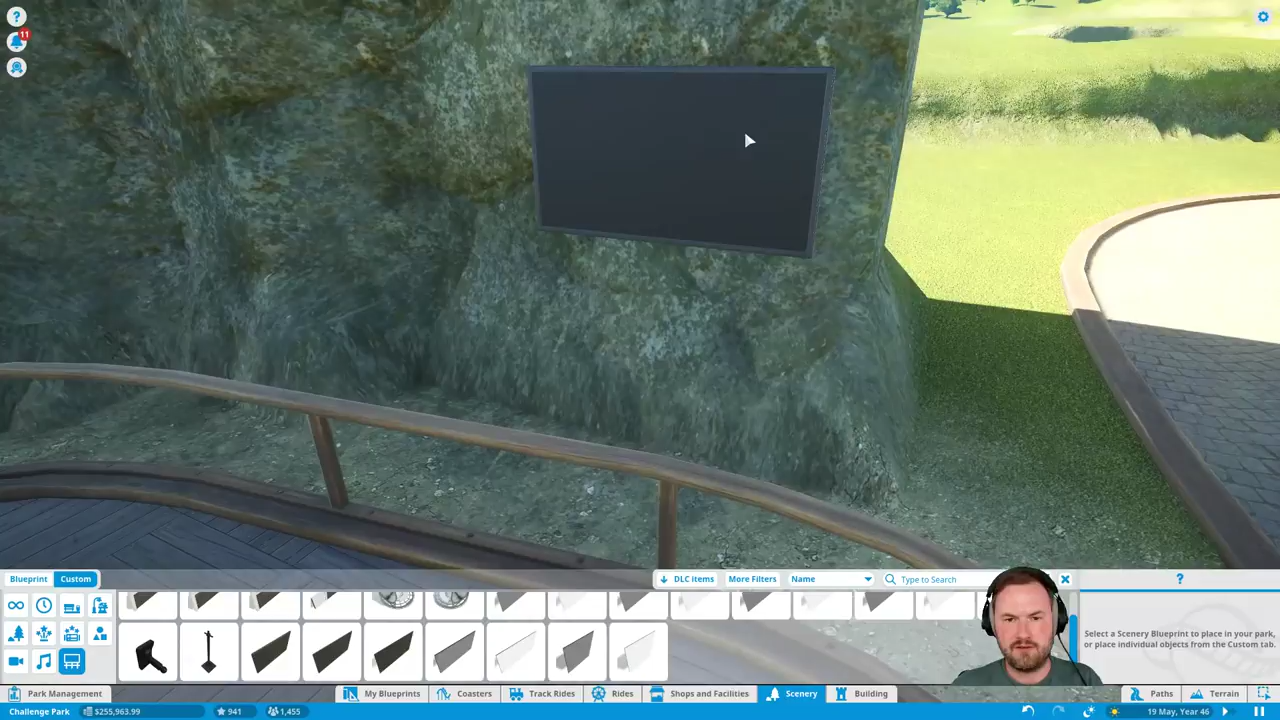 ?
11
Blueprint
Custom
DLC items
More Filters
Name
Type to Search
?
Select a Scenery Blueprint to place in your park,
or place individual objects from the Custom tab.
Park Management
My Blueprints
Coasters
Track Rides
Rides
Shops and Facilities
Scenery
Building
Paths
Terrain
Challenge Park
$255,963.99
941
1,455
19 May, Year 46